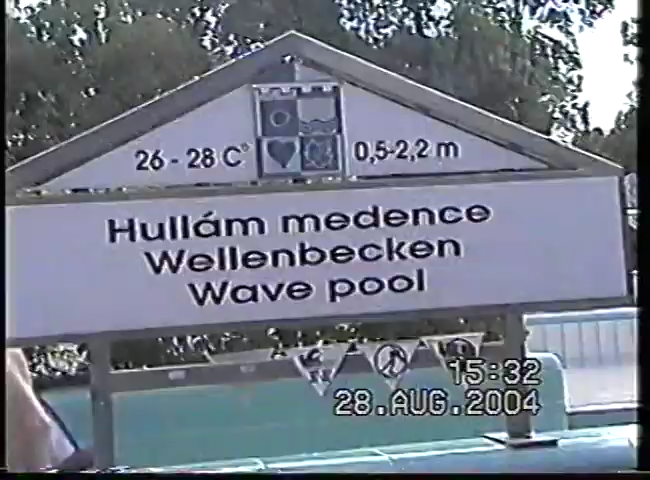 26 - 28 C° 0,5-2,2 m
Hullám medence
Wellenbecken
Wave pool
15:32
28.AUG.2004